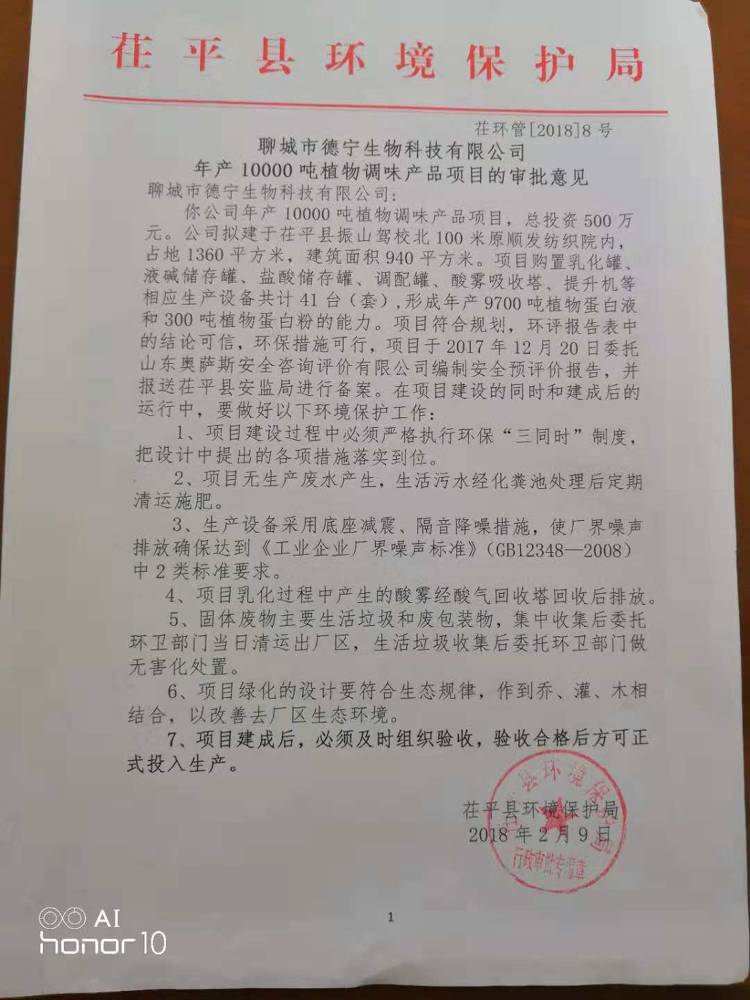 茌平县环境保护局
茌环管[2018]8号
聊城市德宁生物科技有限公司
年产10000吨植物调味产品项目的审批意见
聊城市德宁生物科技有限公司:
你公司年产10000吨植物调味产品项目，总投资500万
元。公司拟建于茌平县振山驾校北100米原顺发纺织院内，
占地1360平方米，建筑面积940平方米。项目购置乳化罐、
液碱储存罐、盐酸储存罐、调配罐、酸雾吸收塔、提升机等
相应生产设备共计41台（套）,形成年产9700吨植物蛋白液
和300吨植物蛋白粉的能力。项目符合规划，环评报告表中
的结论可信，环保措施可行，项目于2017年12月20日委托
山东奥萨斯安全咨询评价有限公司编制安全预评价报告，并
报送茌平县安监局进行备案。在项目建设的同时和建成后的
运行中，要做好以下环境保护工作:
1、项目建设过程中必须严格执行环保“三同时”制度，
把设计中提出的各项措施落实到位。
2、项目无生产废水产生，生活污水经化粪池处理后定期
清运施肥。
3、生产设备采用底座减震、隔音降噪措施，使厂界噪声
排放确保达到《工业企业厂界噪声标准》（GB12348—2008）
中2类标准要求。
4、项目乳化过程中产生的酸雾经酸气回收塔回收后排放。
5、固体废物主要生活垃圾和废包装物，集中收集后委托
环卫部门当日清运出厂区，生活垃圾收集后委托环卫部门做
无害化处置。
6、项目绿化的设计要符合生态规律，作到乔、灌、木相
结合，以改善去厂区生态环境。
7、项目建成后，必须及时组织验收，验收合格后方可正
式投入生产。
茌平县环境保护局
2018年2月9日
行政审批专用章
1
AI
honor 10